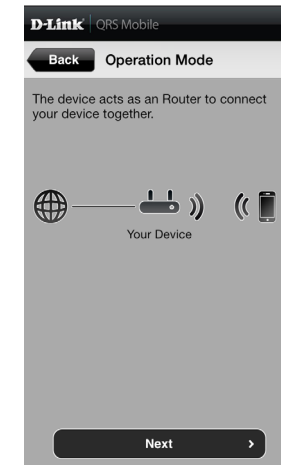 D-Link QRS Mobile
Back Operation Mode
The device acts as an Router to connect
your device together.
Your Device
Next